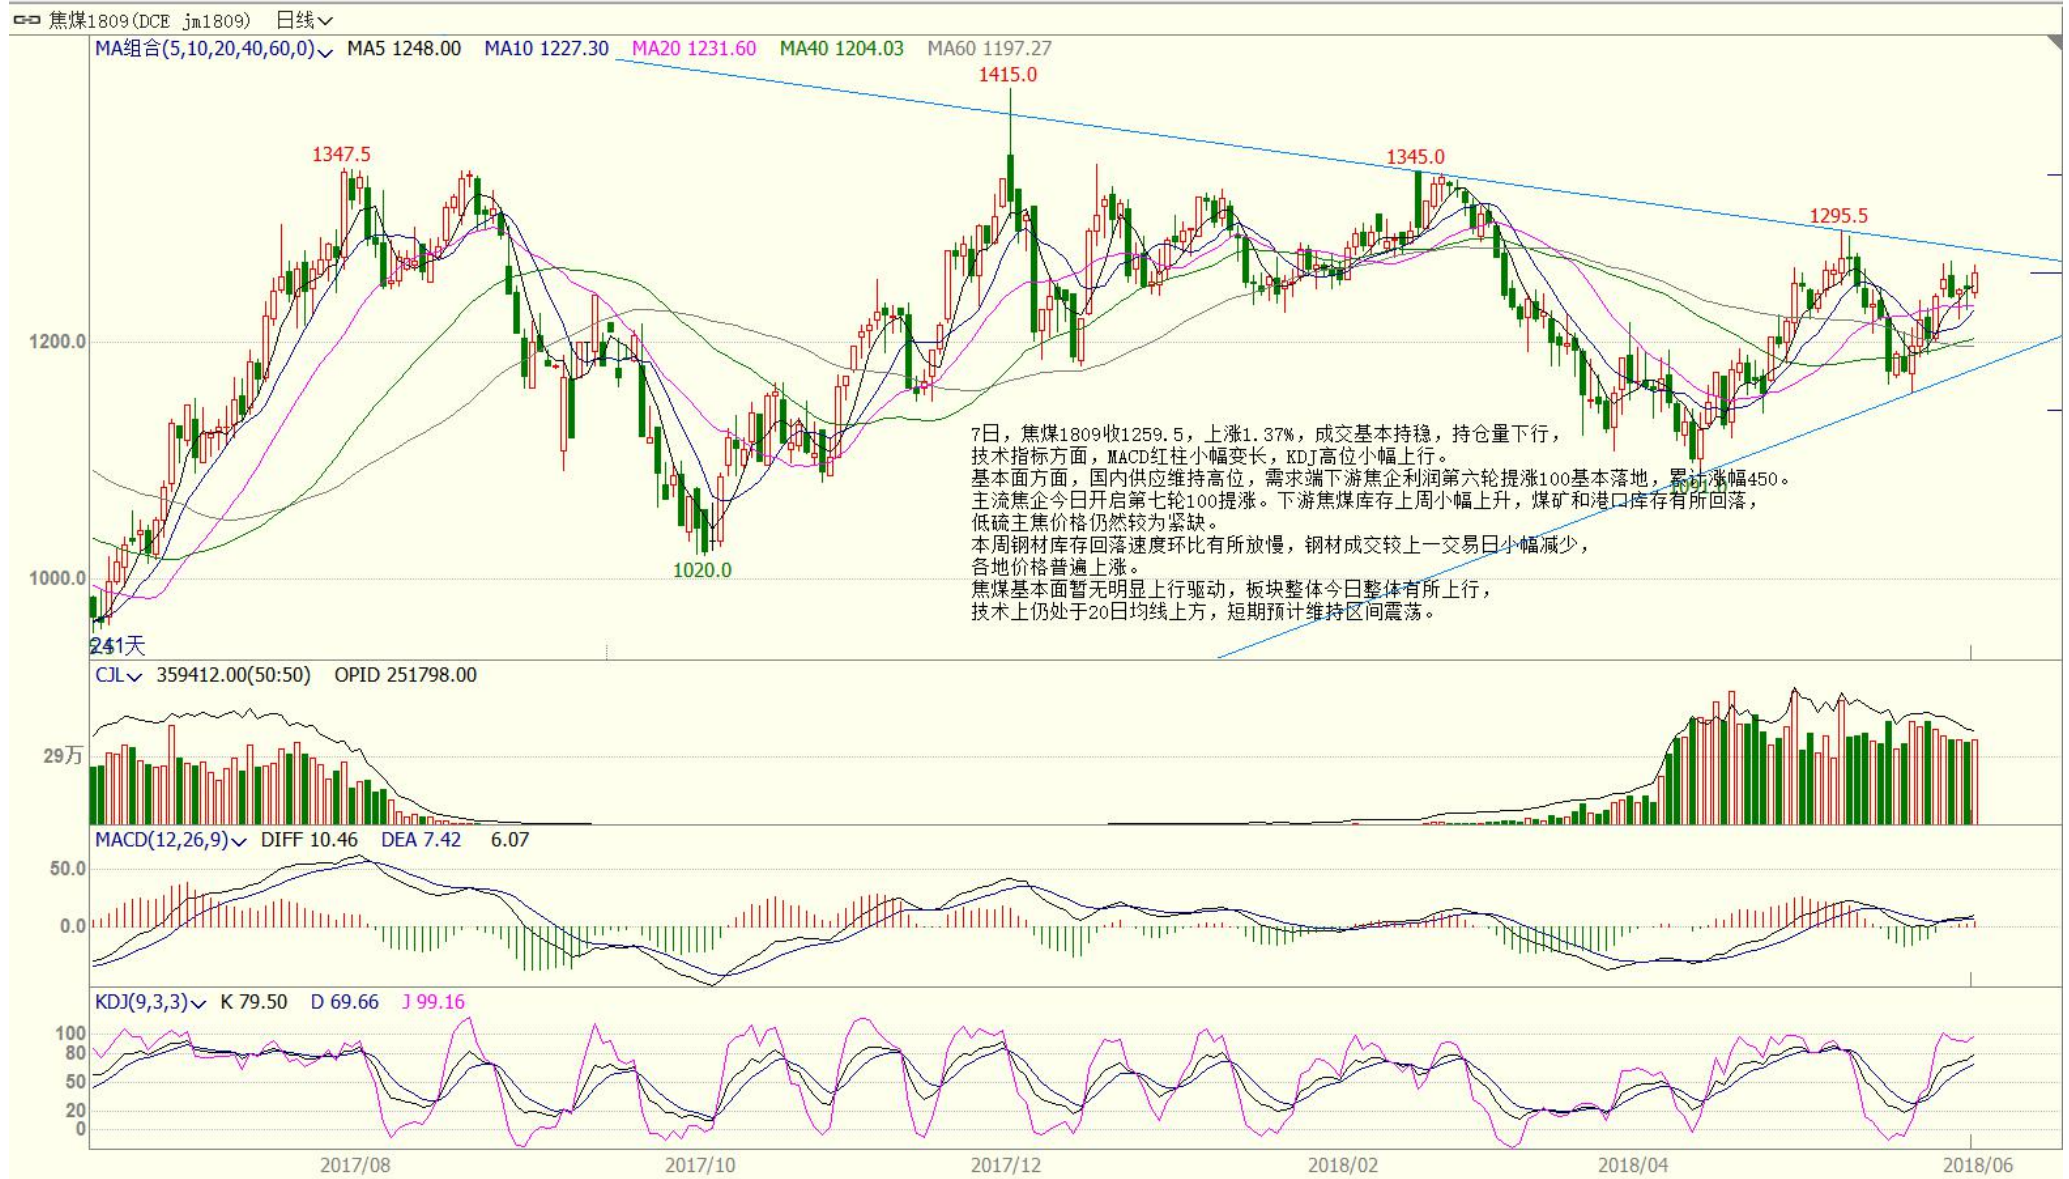 焦煤1809(DCE jm1809) 日线
MA组合(5,10,20,40,60,0) MA5 1248.00 MA10 1227.30 MA20 1231.60 MA40 1204.03 MA60 1197.27
1415.0
1347.5
1345.0
1295.5
1200.0
7日，焦煤1809收1259.5，上涨1.37%，成交基本持稳，持仓量下行，
技术指标方面，MACD红柱小幅变长，KDJ高位小幅上行。
基本面方面，国内供应维持高位，需求端下游焦企利润第六轮提涨100基本落地，累计涨幅450。
主流焦企今日开启第七轮100提涨。下游焦煤库存上周小幅上升，煤矿和港口库存有所回落，
低硫主焦价格仍然较为紧缺。
本周钢材库存回落速度环比有所放慢，钢材成交较上一交易日小幅减少，
各地价格普遍上涨。
焦煤基本面暂无明显上行驱动，板块整体今日整体有所上行，
技术上仍处于20日均线上方，短期预计维持区间震荡。
1020.0
1000.0
241天
CJL 359412.00(50:50) OPID 251798.00
29万
MACD(12,26,9) DIFF 10.46 DEA 7.42 6.07
50.0
0.0
KDJ(9,3,3) K 79.50 D 69.66 J 99.16
100
80
50
20
0
2017/08 2017/10 2017/12 2018/02 2018/04 2018/06